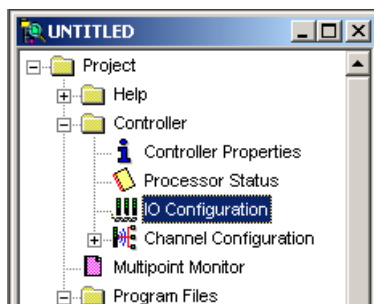 UNTITLED
Project
Help
Controller
Controller Properties
Processor Status
IO Configuration
Channel Configuration
Multipoint Monitor
Program Files